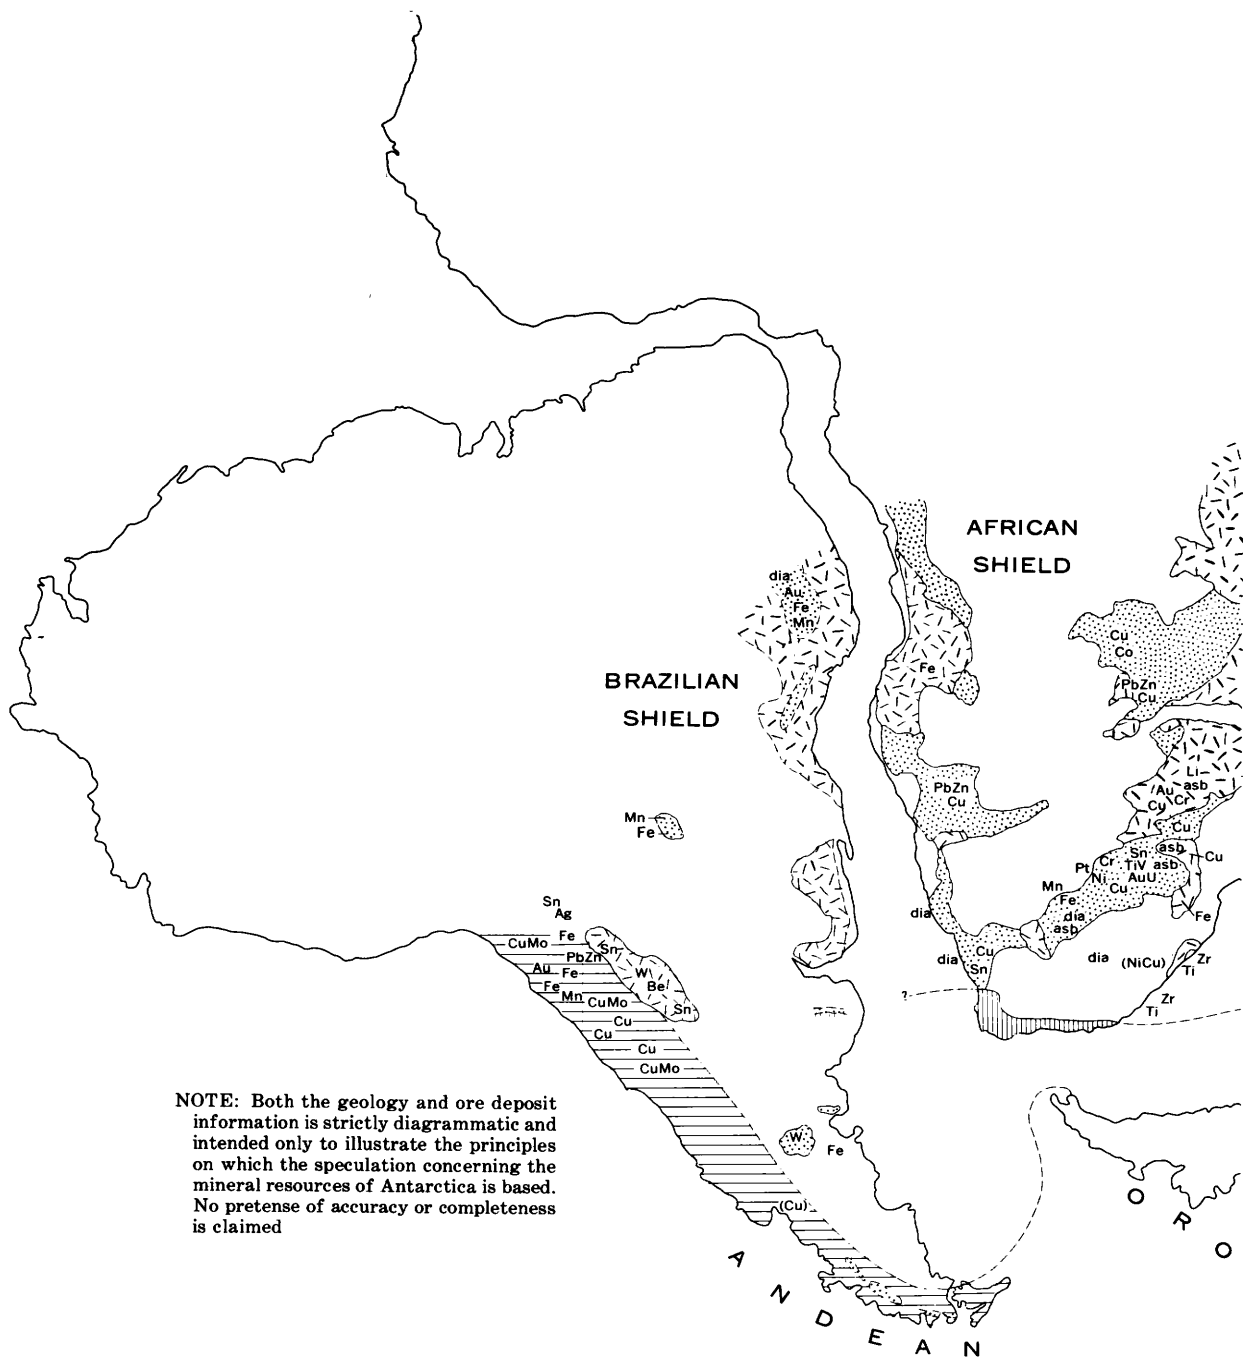 AFRICAN
SHIELD
dia
Au
Fe
Mn
Cu
Co
PbZn
Cu
Fe
BRAZILIAN
SHIELD
Li
asb
Au
Cr
Cu
PbZn
Cu
Mn
Fe
Cu
Sn
asb
Cu
Cr
TiV
asb
Pt
Ni
AuU
Cu
Mn
Fe
dia
asb
Fe
dia
Sn
Ag
Fe
CuMo
Sn
PbZn
Au
Fe
W
Be
Fe
Mn
CuMo
Sn
Cu
Cu
Cu
CuMo
dia
Cu
Sn
dia
(NiCu)
Zr
Ti
Zr
Ti
?
NOTE: Both the geology and ore deposit
information is strictly diagrammatic and
intended only to illustrate the principles
on which the speculation concerning the
mineral resources of Antarctica is based.
No pretense of accuracy or completeness
is claimed
W
Fe
(Cu)
O R O
A N D E A N